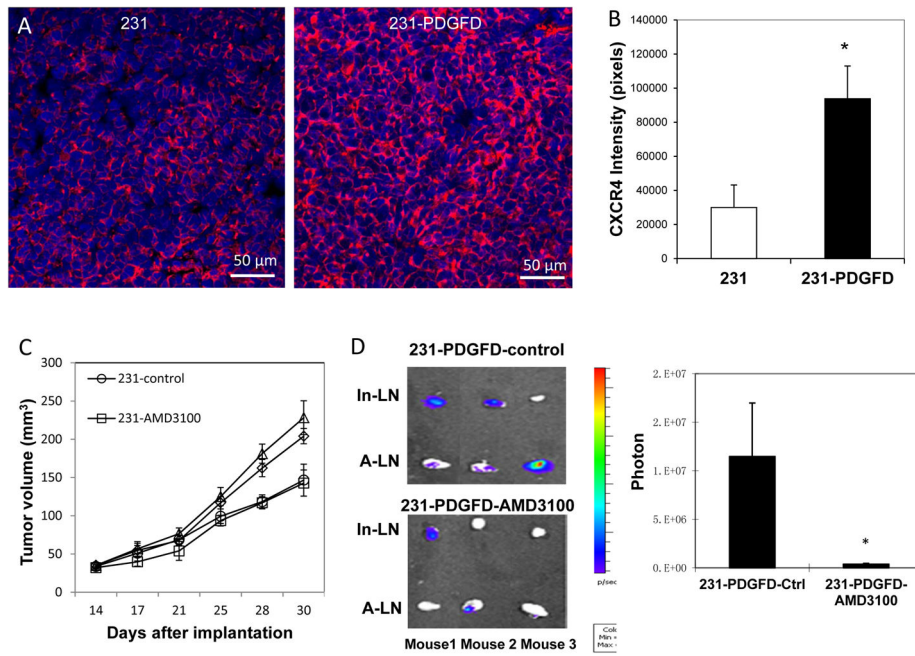 A
231
231-PDGFD
50 µm
50 µm
B
CXCR4 Intensity (pixels)
140000
120000
100000
80000
60000
40000
20000
0
*
231
231-PDGFD
C
Tumor volume (mm3)
300
250
200
150
100
50
0
231-control
231-AMD3100
14 17 21 25 28 30
Days after implantation
D
231-PDGFD-control
In-LN
A-LN
231-PDGFD-AMD3100
In-LN
A-LN
Mouse1 Mouse 2 Mouse 3
p/sec
Min
Max
Photon
2.E+07
2.E+07
1.E+07
5.E+06
0.E+00
*
231-PDGFD-Ctrl
231-PDGFD-
AMD3100